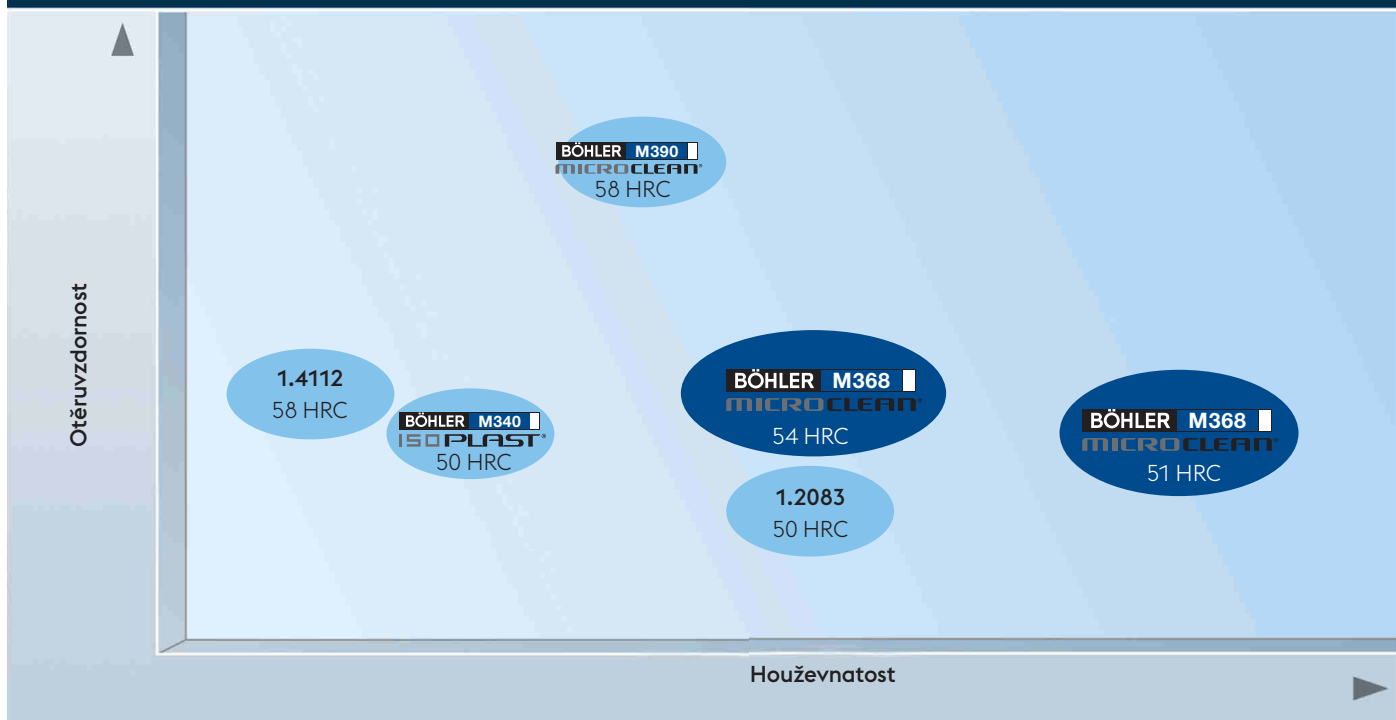 Otěruvzdornost
BÖHLER M390
MICROCLEAN®
58 HRC
1.4112
58 HRC
BÖHLER M340
ISOPLAST®
50 HRC
BÖHLER M368
MICROCLEAN®
54 HRC
BÖHLER M368
MICROCLEAN®
51 HRC
1.2083
50 HRC
Houževnatost